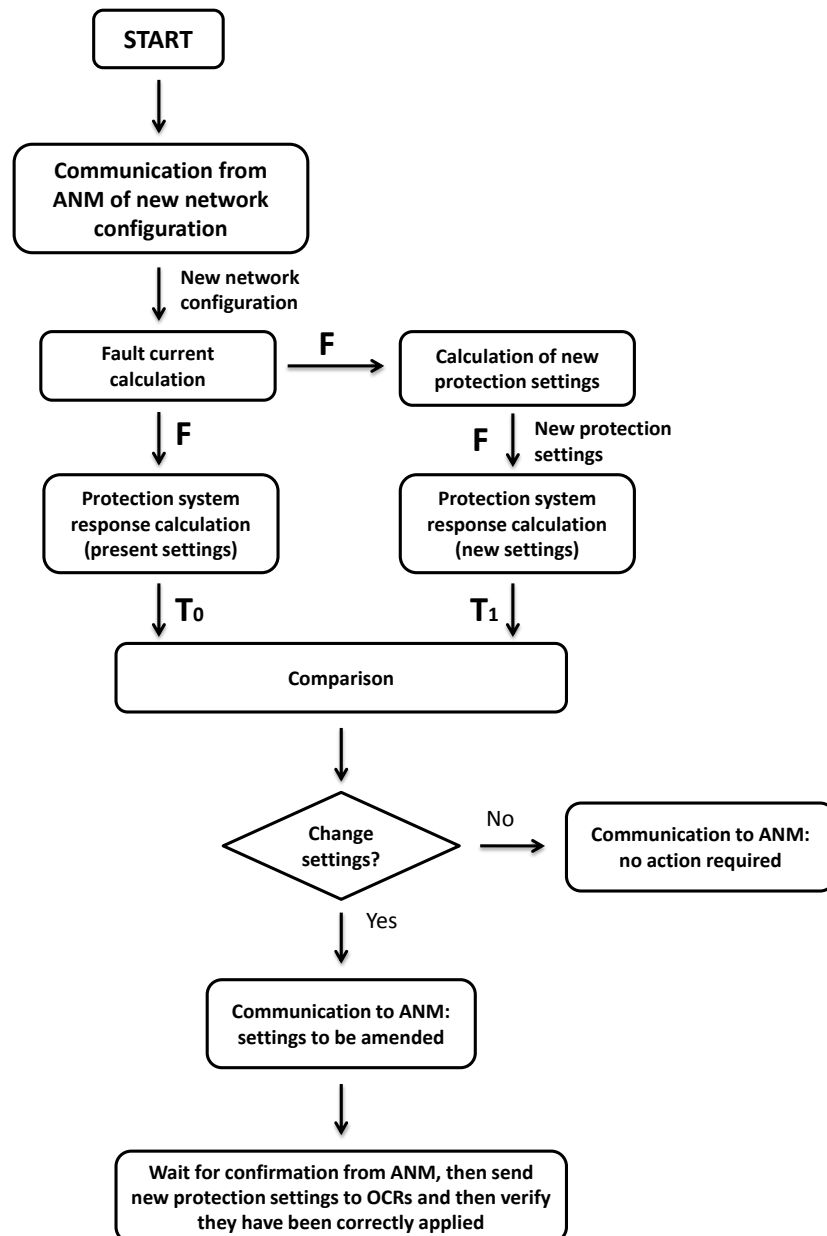 START
Communication from
ANM of new network
configuration
New network
configuration
Fault current
calculation
F
Calculation of new
protection settings
F
F
New protection
settings
Protection system
response calculation
(present settings)
Protection system
response calculation
(new settings)
T0
T1
Comparison
Change
settings?
No
Communication to ANM:
no action required
Yes
Communication to ANM:
settings to be amended
Wait for confirmation from ANM, then send
new protection settings to OCRs and then verify
they have been correctly applied